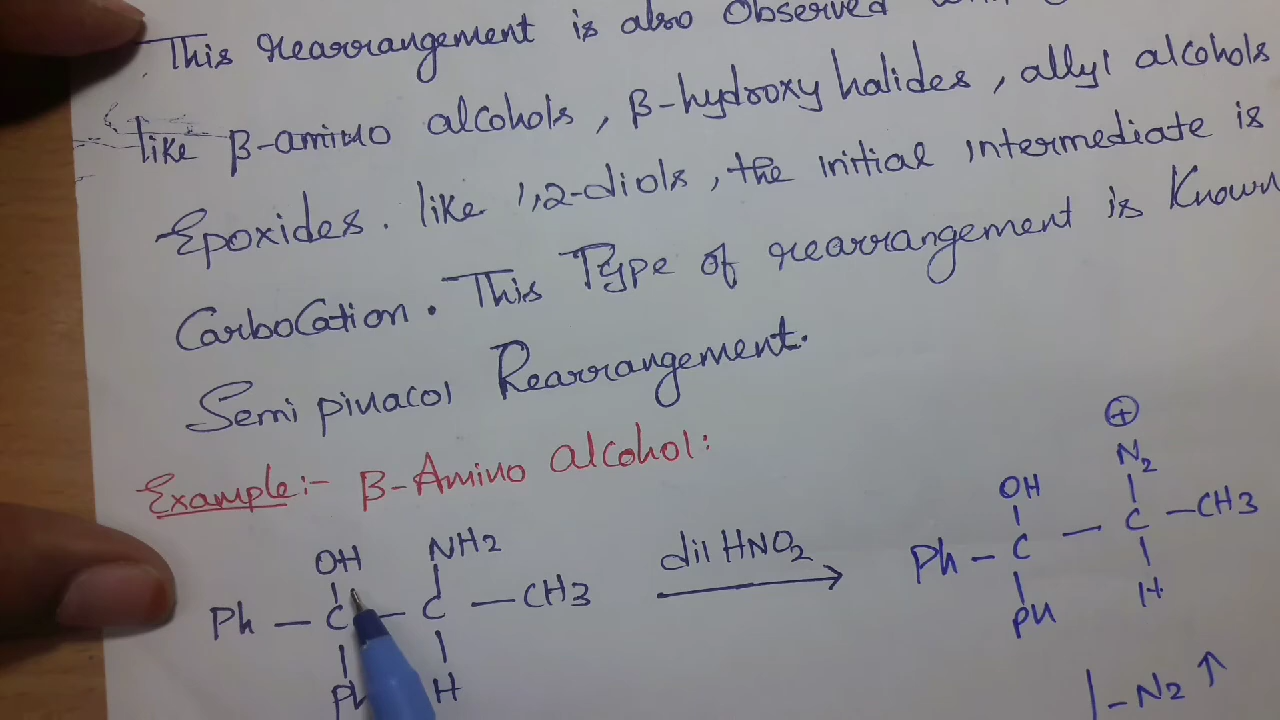 This rearrangement is also Observed
like β-amino alcohols, β-hydroxy halides, allyl alcohols
Epoxides. like 1,2-diols, the initial intermediate is
Carbocation. This Type of rearrangement is Known
Semi pinacol Rearrangement.
Example:- β-Amino alcohol:
OH NH2 dil HNO2 OH N2 ⊕
Ph - C - C - CH3 → Ph - C - C - CH3
Ph H Ph H
-N2 ↑